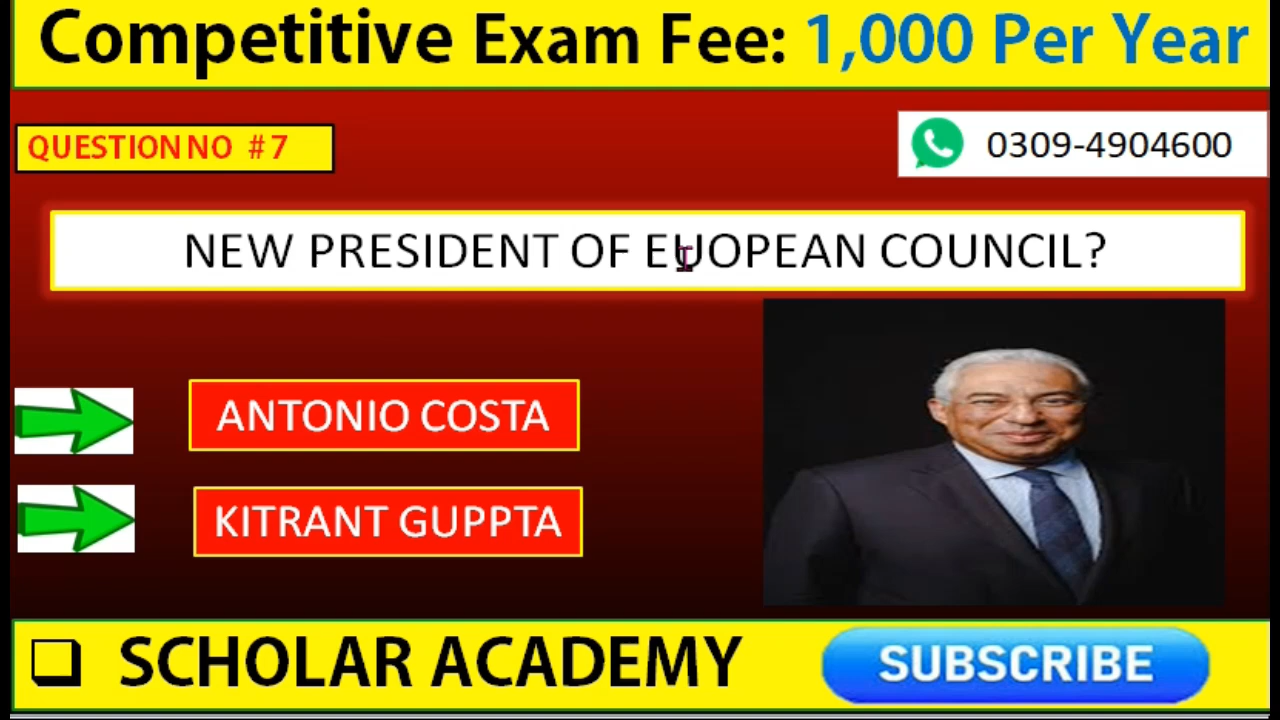 Competitive Exam Fee: 1,000 Per Year
QUESTION NO # 7
0309-4904600
NEW PRESIDENT OF EUOPEAN COUNCIL?
ANTONIO COSTA
KITRANT GUPPTA
SCHOLAR ACADEMY
SUBSCRIBE